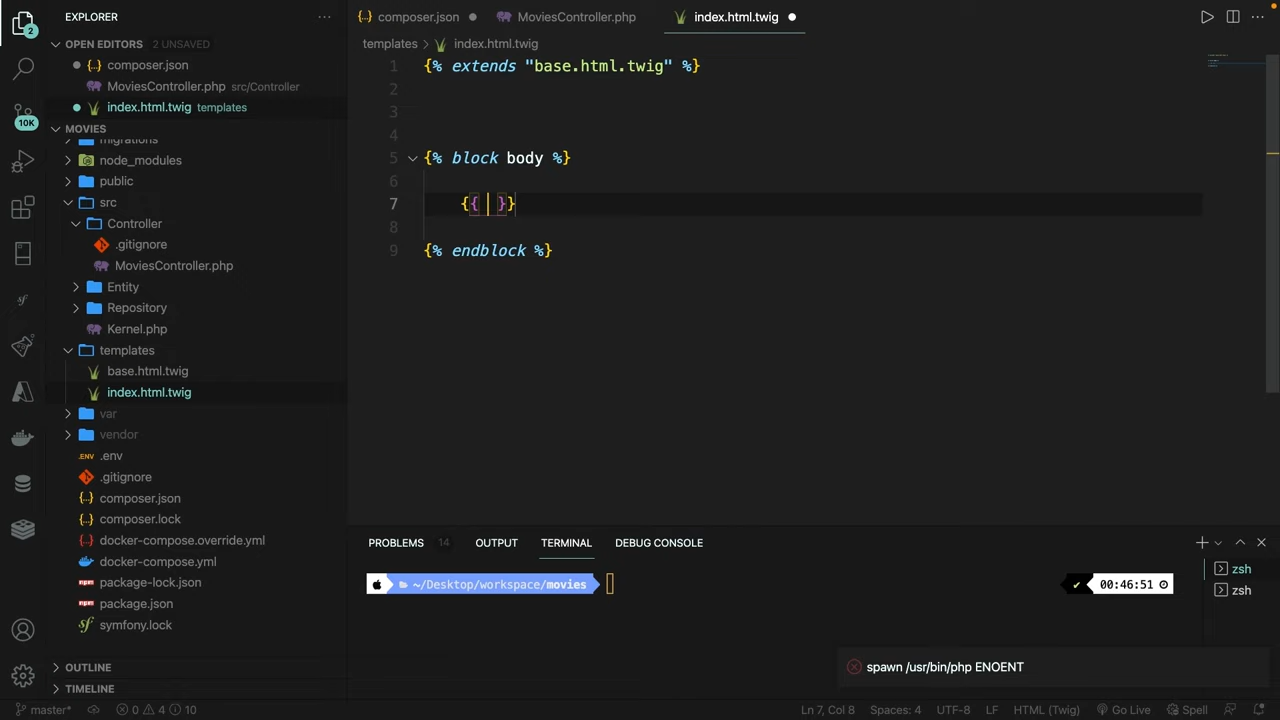 EXPLORER
OPEN EDITORS 2 UNSAVED
composer.json
MoviesController.php src/Controller
index.html.twig templates
MOVIES
migrations
node_modules
public
src
Controller
.gitignore
MoviesController.php
Entity
Repository
Kernel.php
templates
base.html.twig
index.html.twig
var
vendor
.env
.gitignore
composer.json
composer.lock
docker-compose.override.yml
docker-compose.yml
package-lock.json
package.json
symfony.lock
OUTLINE
TIMELINE
2
10K
composer.json MoviesController.php index.html.twig
templates > index.html.twig
1 {% extends "base.html.twig" %}
2
3
4
5 {% block body %}
6
7 {{ }}
8
9 {% endblock %}
PROBLEMS 14 OUTPUT TERMINAL DEBUG CONSOLE
~/Desktop/workspace/movies
00:46:51
zsh
zsh
spawn /usr/bin/php ENOENT
master* 0 4 10 Ln 7, Col 8 Spaces: 4 UTF-8 LF HTML (Twig) Go Live Spell